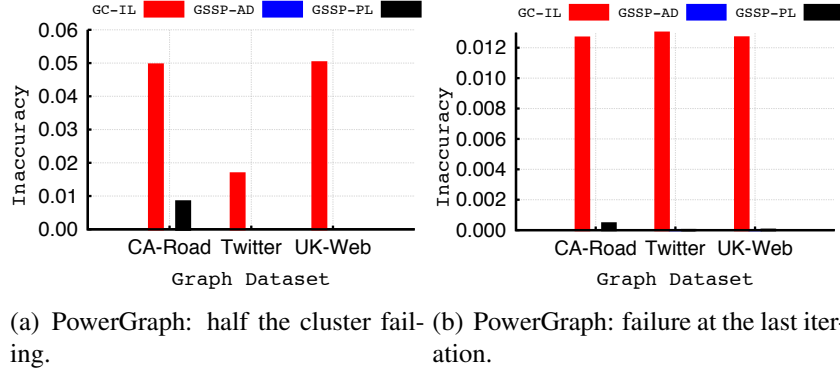 GC-IL GSSP-AD GSSP-PL
0.06
0.05
0.04
0.03
0.02
0.01
0.00
Inaccuracy
CA-Road Twitter UK-Web
Graph Dataset
(a) PowerGraph: half the cluster fail-
ing.
GC-IL GSSP-AD GSSP-PL
0.012
0.010
0.008
0.006
0.004
0.002
0.000
Inaccuracy
CA-Road Twitter UK-Web
Graph Dataset
(b) PowerGraph: failure at the last iter-
ation.